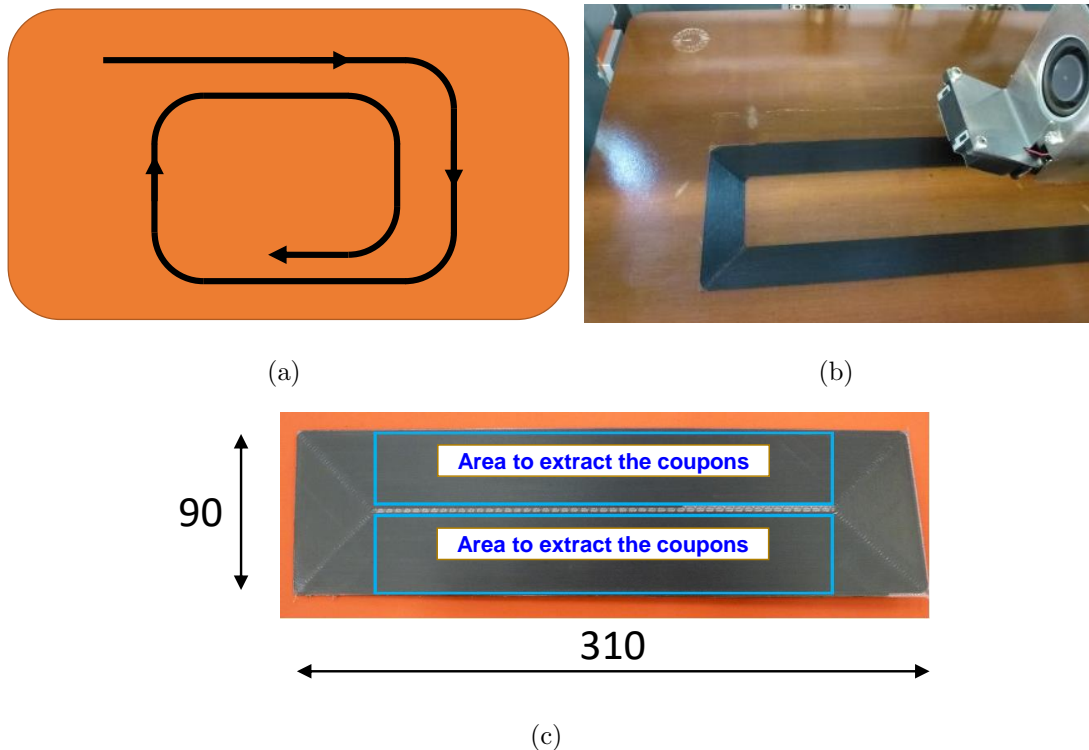 (a)
(b)
Area to extract the coupons
90
Area to extract the coupons
310
(c)